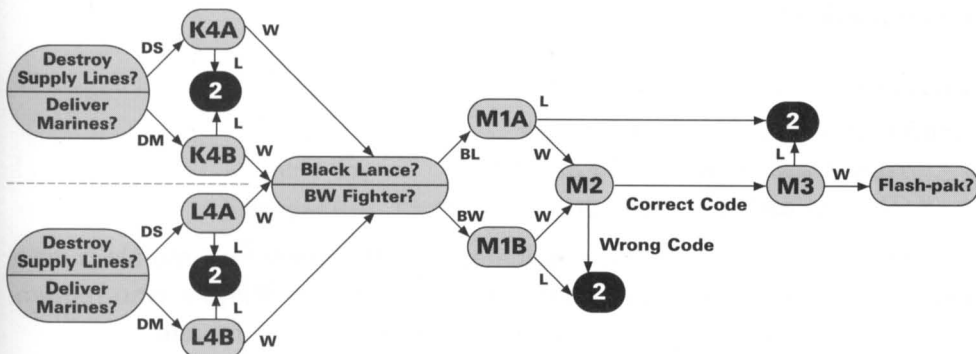 K4A
W
DS
L
Destroy
Supply Lines?
Deliver
Marines?
2
L
DM
K4B
W
Black Lance?
BW Fighter?
L4A
W
DS
L
Destroy
Supply Lines?
Deliver
Marines?
2
L
DM
L4B
W
M1A
L
BL
W
M2
BW
W
M1B
L
Correct Code
Wrong Code
2
2
L
M3
W
Flash-pak?